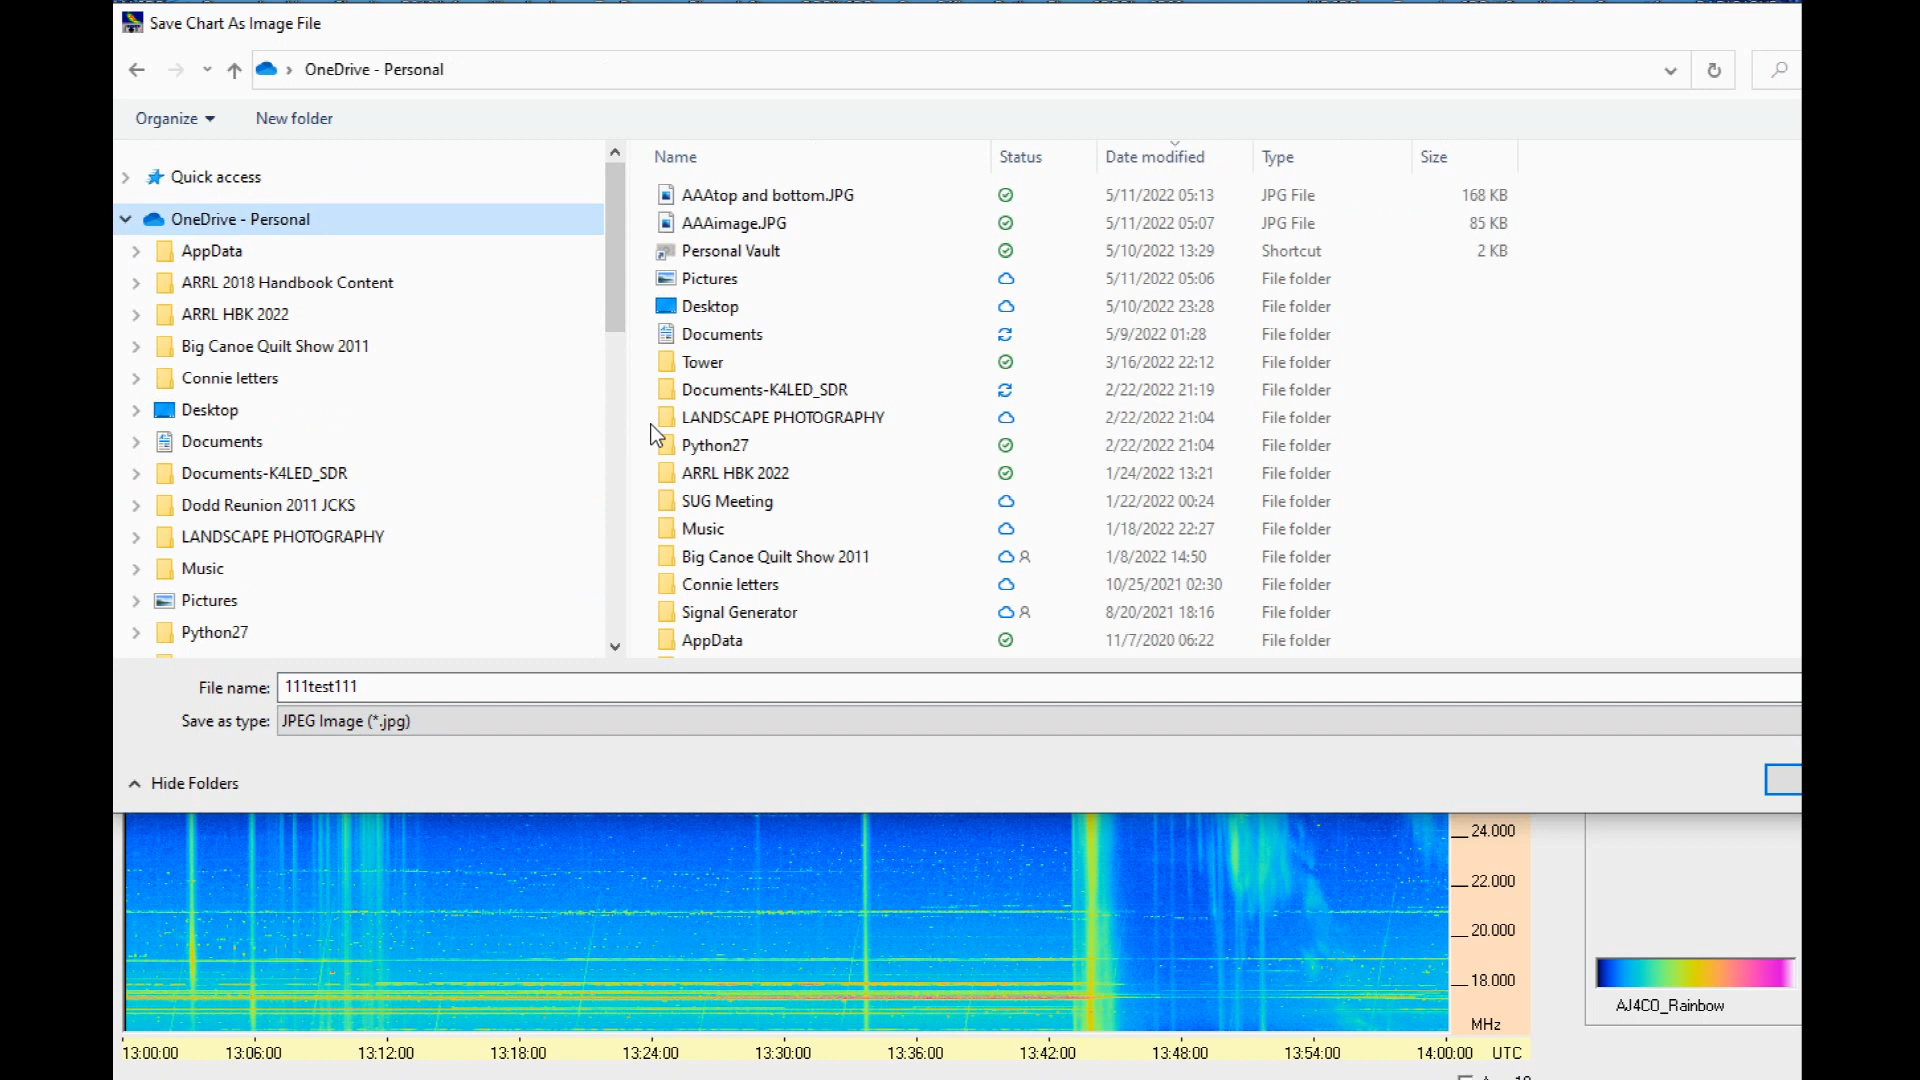 Save Chart As Image File
OneDrive - Personal
Organize
New folder
Name Status Date modified Type Size
Quick access
OneDrive - Personal
AppData
ARRL 2018 Handbook Content
ARRL HBK 2022
Big Canoe Quilt Show 2011
Connie letters
Desktop
Documents
Documents-K4LED_SDR
Dodd Reunion 2011 JCKS
LANDSCAPE PHOTOGRAPHY
Music
Pictures
Python27
AAAtop and bottom.JPG 5/11/2022 05:13 JPG File 168 KB
AAAimage.JPG 5/11/2022 05:07 JPG File 85 KB
Personal Vault 5/10/2022 13:29 Shortcut 2 KB
Pictures 5/11/2022 05:06 File folder
Desktop 5/10/2022 23:28 File folder
Documents 5/9/2022 01:28 File folder
Tower 3/16/2022 22:12 File folder
Documents-K4LED_SDR 2/22/2022 21:19 File folder
LANDSCAPE PHOTOGRAPHY 2/22/2022 21:04 File folder
Python27 2/22/2022 21:04 File folder
ARRL HBK 2022 1/24/2022 13:21 File folder
SUG Meeting 1/22/2022 00:24 File folder
Music 1/18/2022 22:27 File folder
Big Canoe Quilt Show 2011 1/8/2022 14:50 File folder
Connie letters 10/25/2021 02:30 File folder
Signal Generator 8/20/2021 18:16 File folder
AppData 11/7/2020 06:22 File folder
File name: 111test111
Save as type: JPEG Image (*.jpg)
Hide Folders
24.000
22.000
20.000
18.000
MHz
AJ4CO_Rainbow
13:00:00 13:06:00 13:12:00 13:18:00 13:24:00 13:30:00 13:36:00 13:42:00 13:48:00 13:54:00 14:00:00 UTC